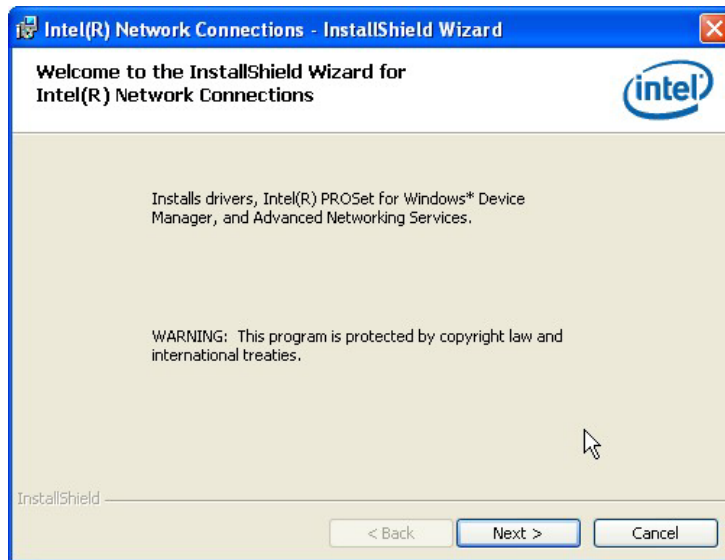 Intel(R) Network Connections - InstallShield Wizard
Welcome to the InstallShield Wizard for
Intel(R) Network Connections
intel
Installs drivers, Intel(R) PROSet for Windows* Device
Manager, and Advanced Networking Services.
WARNING: This program is protected by copyright law and
international treaties.
InstallShield
< Back
Next >
Cancel